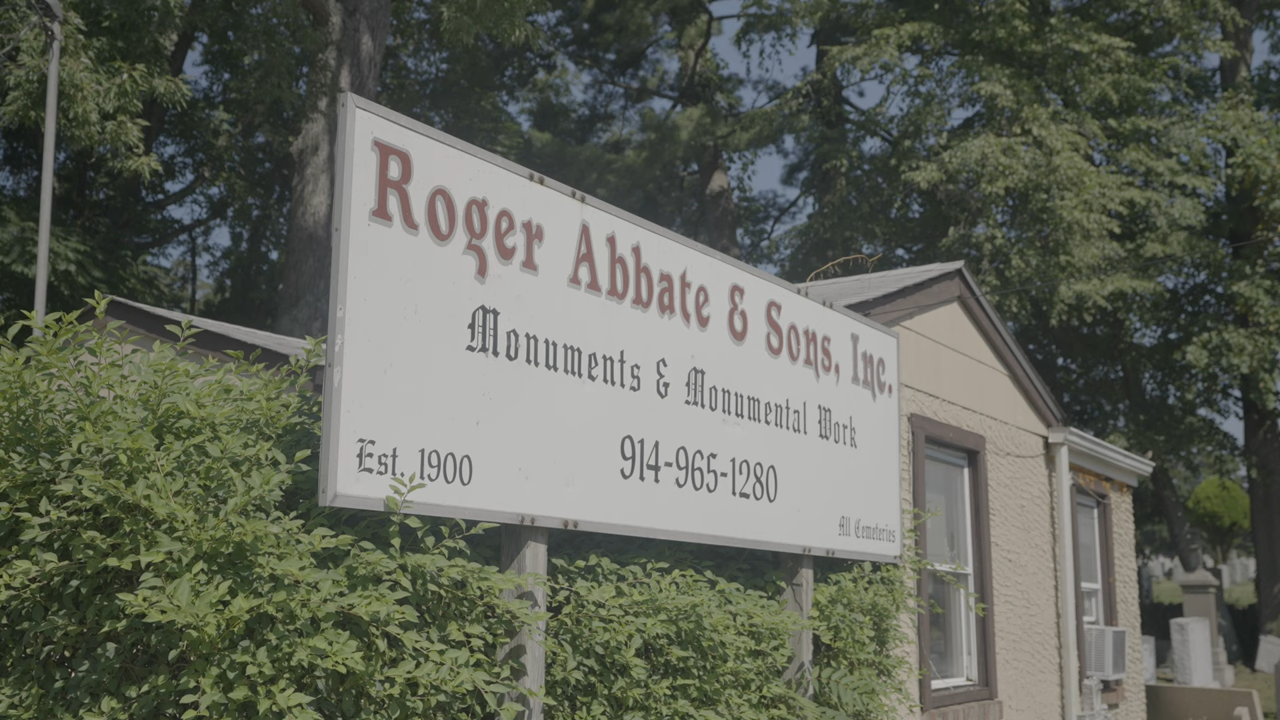 Roger Abbate & Sons, Inc.
Monuments & Monumental Work
Est. 1900
914-965-1280
All Cemeteries